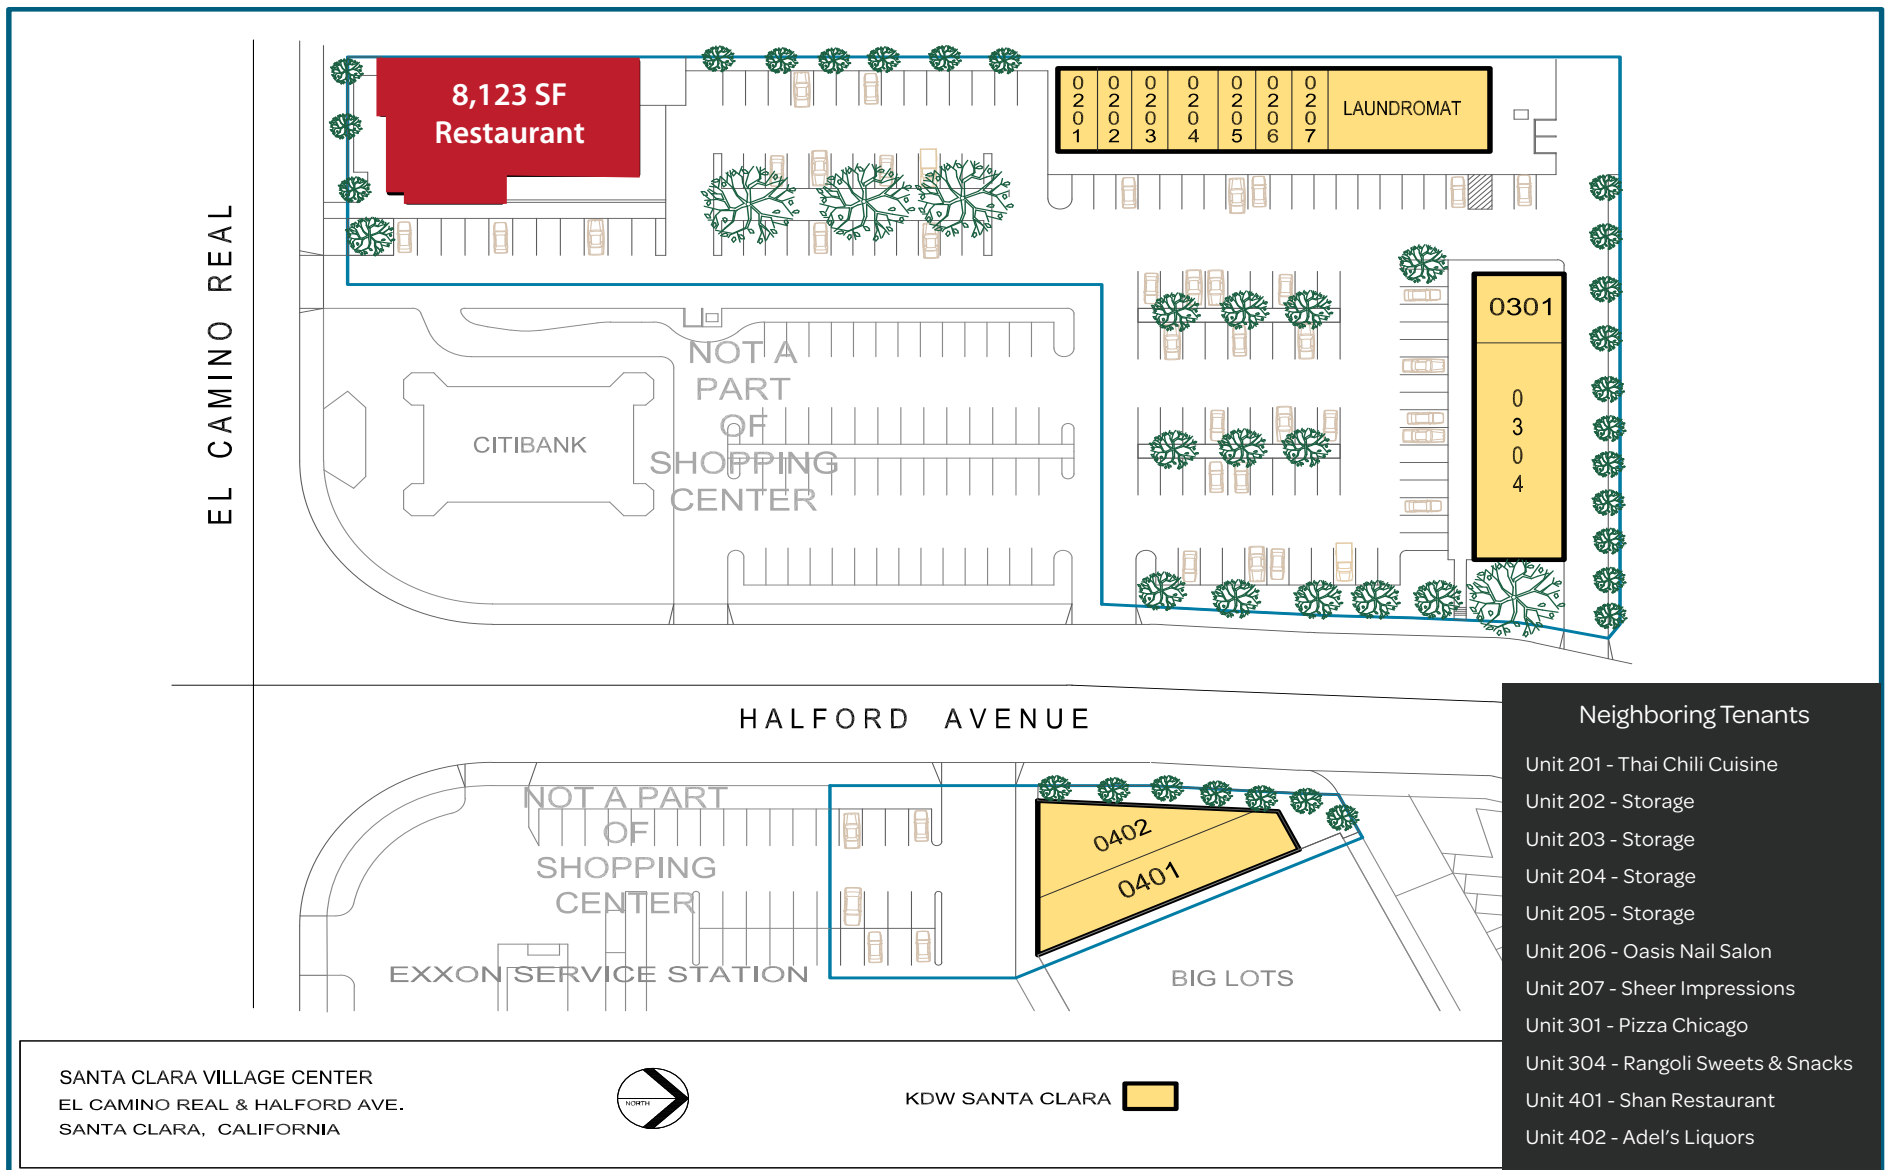 8,123 SF
Restaurant
0201
0202
0203
0204
0205
0206
0207
LAUNDROMAT
EL CAMINO REAL
0301
0304
NOT A
PART
OF
SHOPPING
CENTER
CITIBANK
HALFORD AVENUE
NOT A PART
OF
SHOPPING
CENTER
0402
0401
EXXON SERVICE STATION
BIG LOTS
Neighboring Tenants
Unit 201 - Thai Chili Cuisine
Unit 202 - Storage
Unit 203 - Storage
Unit 204 - Storage
Unit 205 - Storage
Unit 206 - Oasis Nail Salon
Unit 207 - Sheer Impressions
Unit 301 - Pizza Chicago
Unit 304 - Rangoli Sweets & Snacks
Unit 401 - Shan Restaurant
Unit 402 - Adel's Liquors
SANTA CLARA VILLAGE CENTER
EL CAMINO REAL & HALFORD AVE.
SANTA CLARA, CALIFORNIA
NORTH
KDW SANTA CLARA